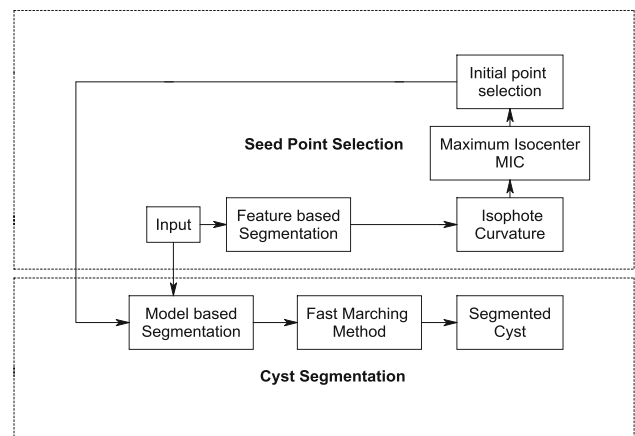 Initial point
selection
Seed Point Selection
Maximum Isocenter
MIC
Input
Feature based
Segmentation
Isophote
Curvature
Model based
Segmentation
Fast Marching
Method
Segmented
Cyst
Cyst Segmentation